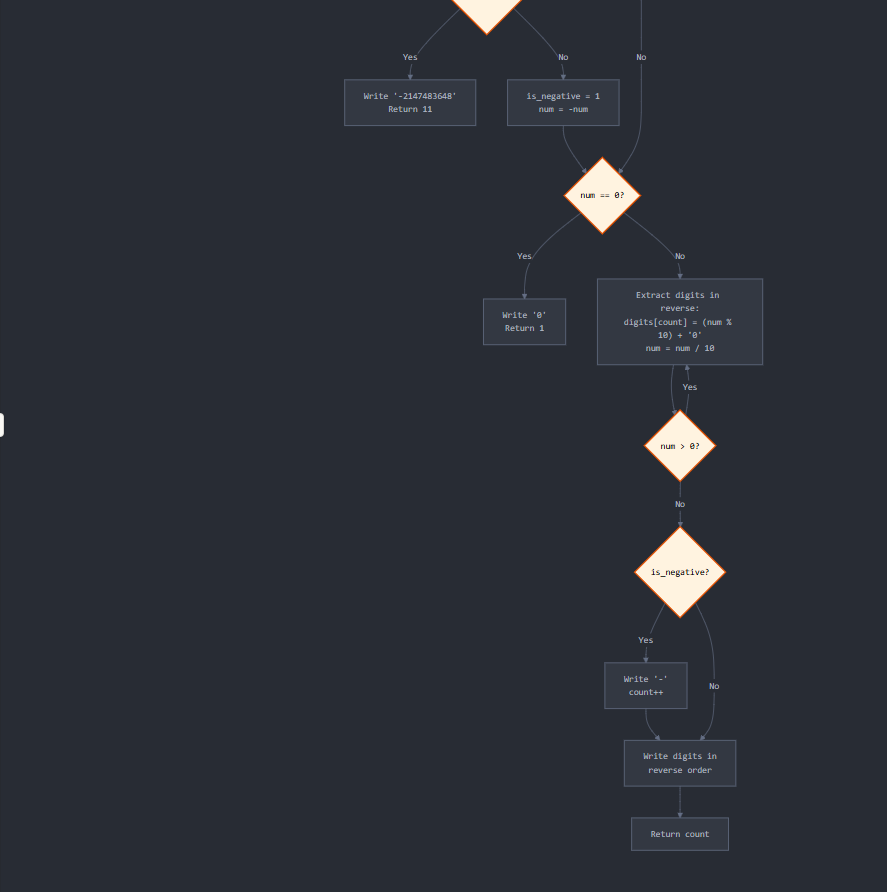 Yes
No
No
Write '-2147483648'
Return 11
is_negative = 1
num = -num
num == 0?
Yes
No
Write '0'
Return 1
Extract digits in
reverse:
digits[count] = (num %
10) + '0'
num = num / 10
Yes
num > 0?
No
is_negative?
Yes
No
Write '-'
count++
Write digits in
reverse order
Return count